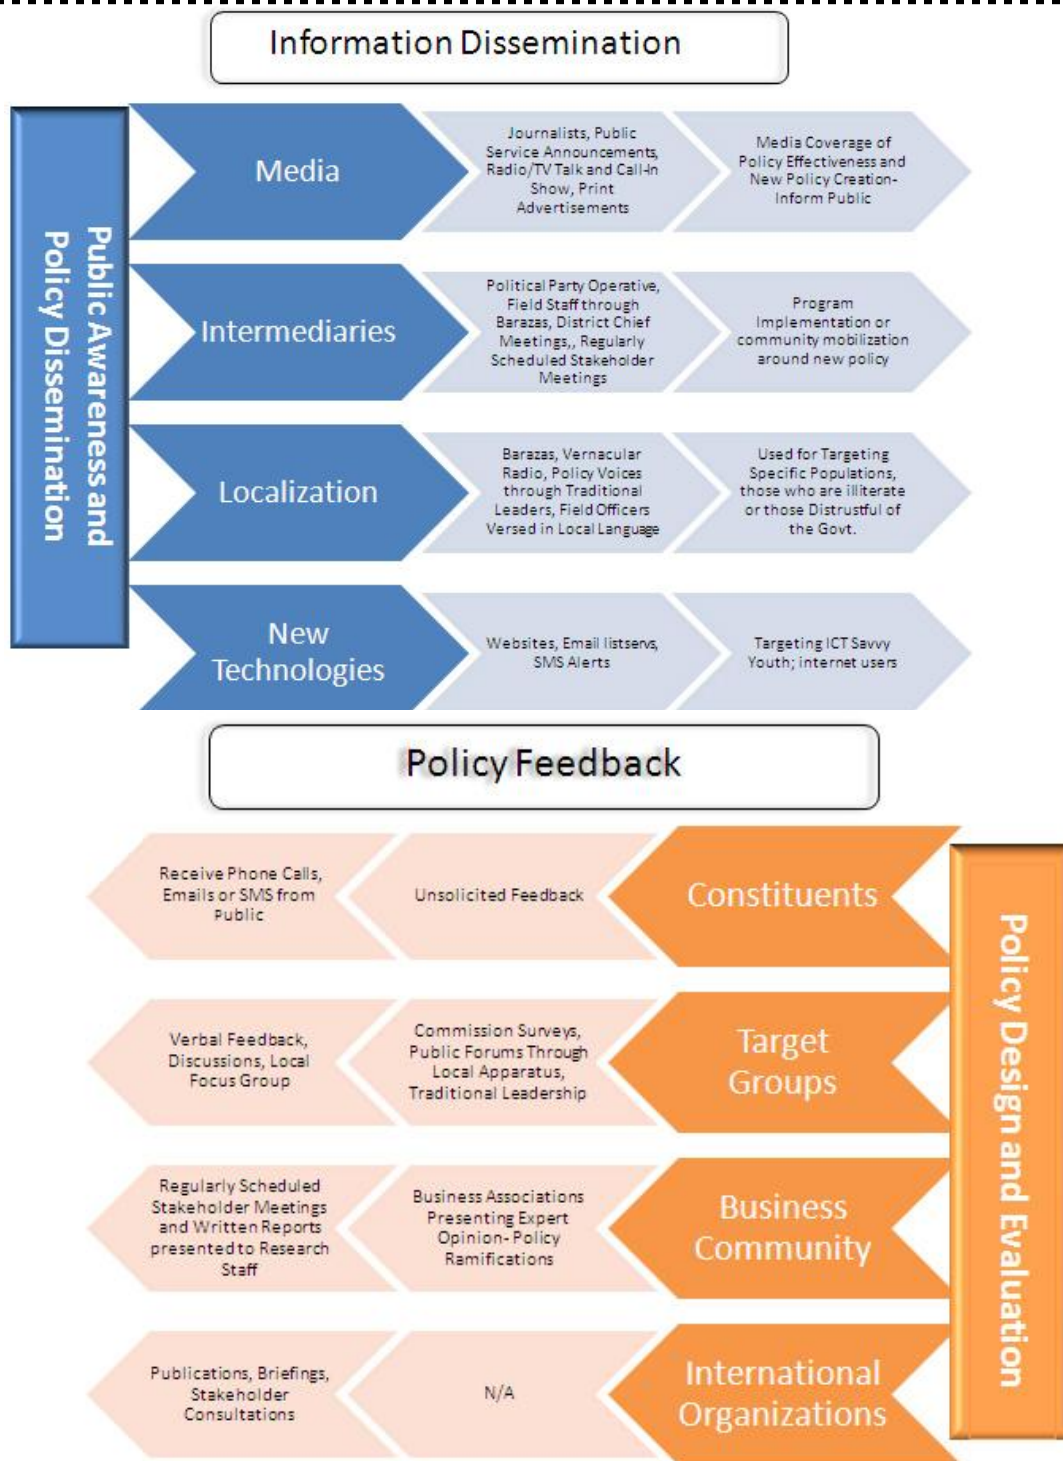 Information Dissemination
Public Awareness and
Policy Dissemination
Media
Journalists, Public
Service Announcements,
Radio/TV Talk and Call-In
Show, Print
Advertisements
Media Coverage of
Policy Effectiveness and
New Policy Creation-
Inform Public
Intermediaries
Political Party Operative,
Field Staff through
Barazas, District Chief
Meetings,, Regularly
Scheduled Stakeholder
Meetings
Program
Implementation or
community mobilization
around new policy
Localization
Barazas, Vernacular
Radio, Policy Voices
through Traditional
Leaders, Field Officers
Versed in Local Language
Used for Targeting
Specific Populations,
those who are illiterate
or those Distrustful of
the Govt.
New
Technologies
Websites, Email listservs,
SMS Alerts
Targeting ICT Savvy
Youth; internet users
Policy Feedback
Receive Phone Calls,
Emails or SMS from
Public
Unsolicited Feedback
Constituents
Verbal Feedback,
Discussions, Local
Focus Group
Commission Surveys,
Public Forums Through
Local Apparatus,
Traditional Leadership
Target
Groups
Regularly Scheduled
Stakeholder Meetings
and Written Reports
presented to Research
Staff
Business Associations
Presenting Expert
Opinion- Policy
Ramifications
Business
Community
Publications, Briefings,
Stakeholder
Consultations
N/A
International
Organizations
Policy Design and Evaluation